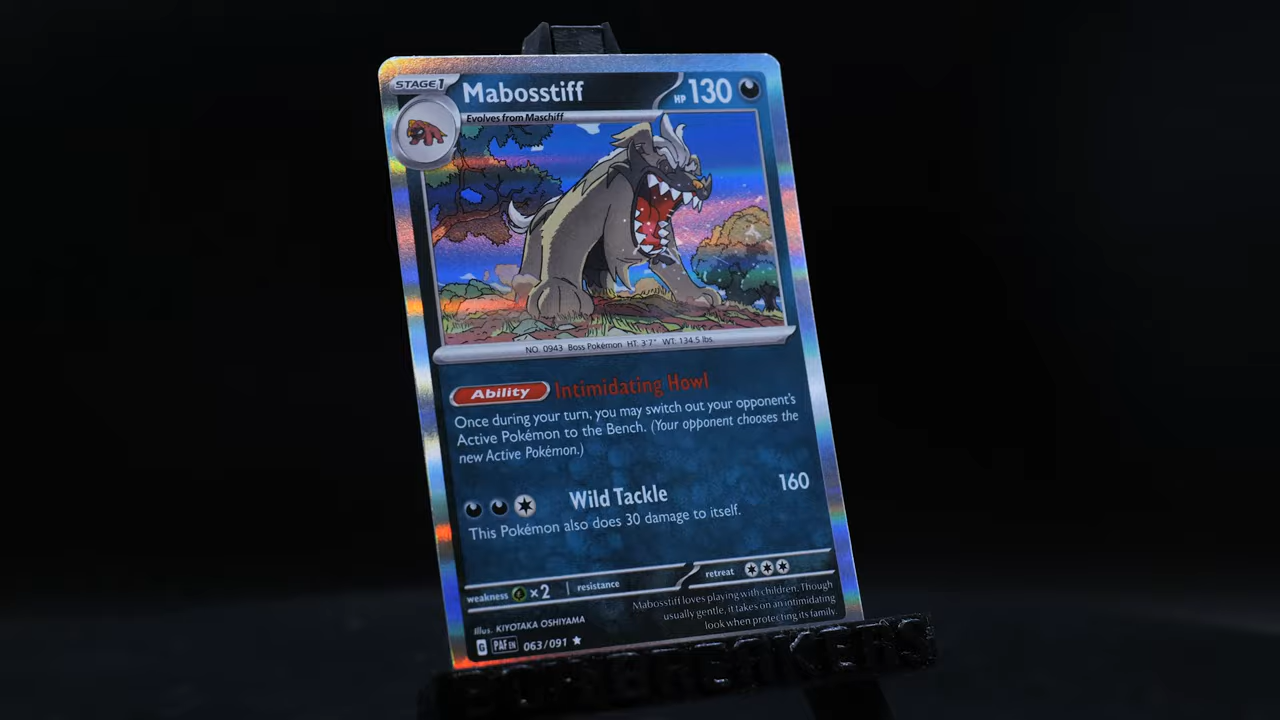 STAGE 1
Mabosstiff
HP 130
Evolves from Maschiff
NO. 0943 Boss Pokémon HT. 3'7" WT. 134.5 lbs.
Ability Intimidating Howl
Once during your turn, you may switch out your opponent's
Active Pokémon to the Bench. (Your opponent chooses the
new Active Pokémon.)
Wild Tackle 160
This Pokémon also does 30 damage to itself.
weakness ×2 resistance retreat
Mabosstiff loves playing with children. Though
usually gentle, it takes on an intimidating
look when protecting its family.
Illus. KIYOTAKA OSHIYAMA
G PAF EN 063/091